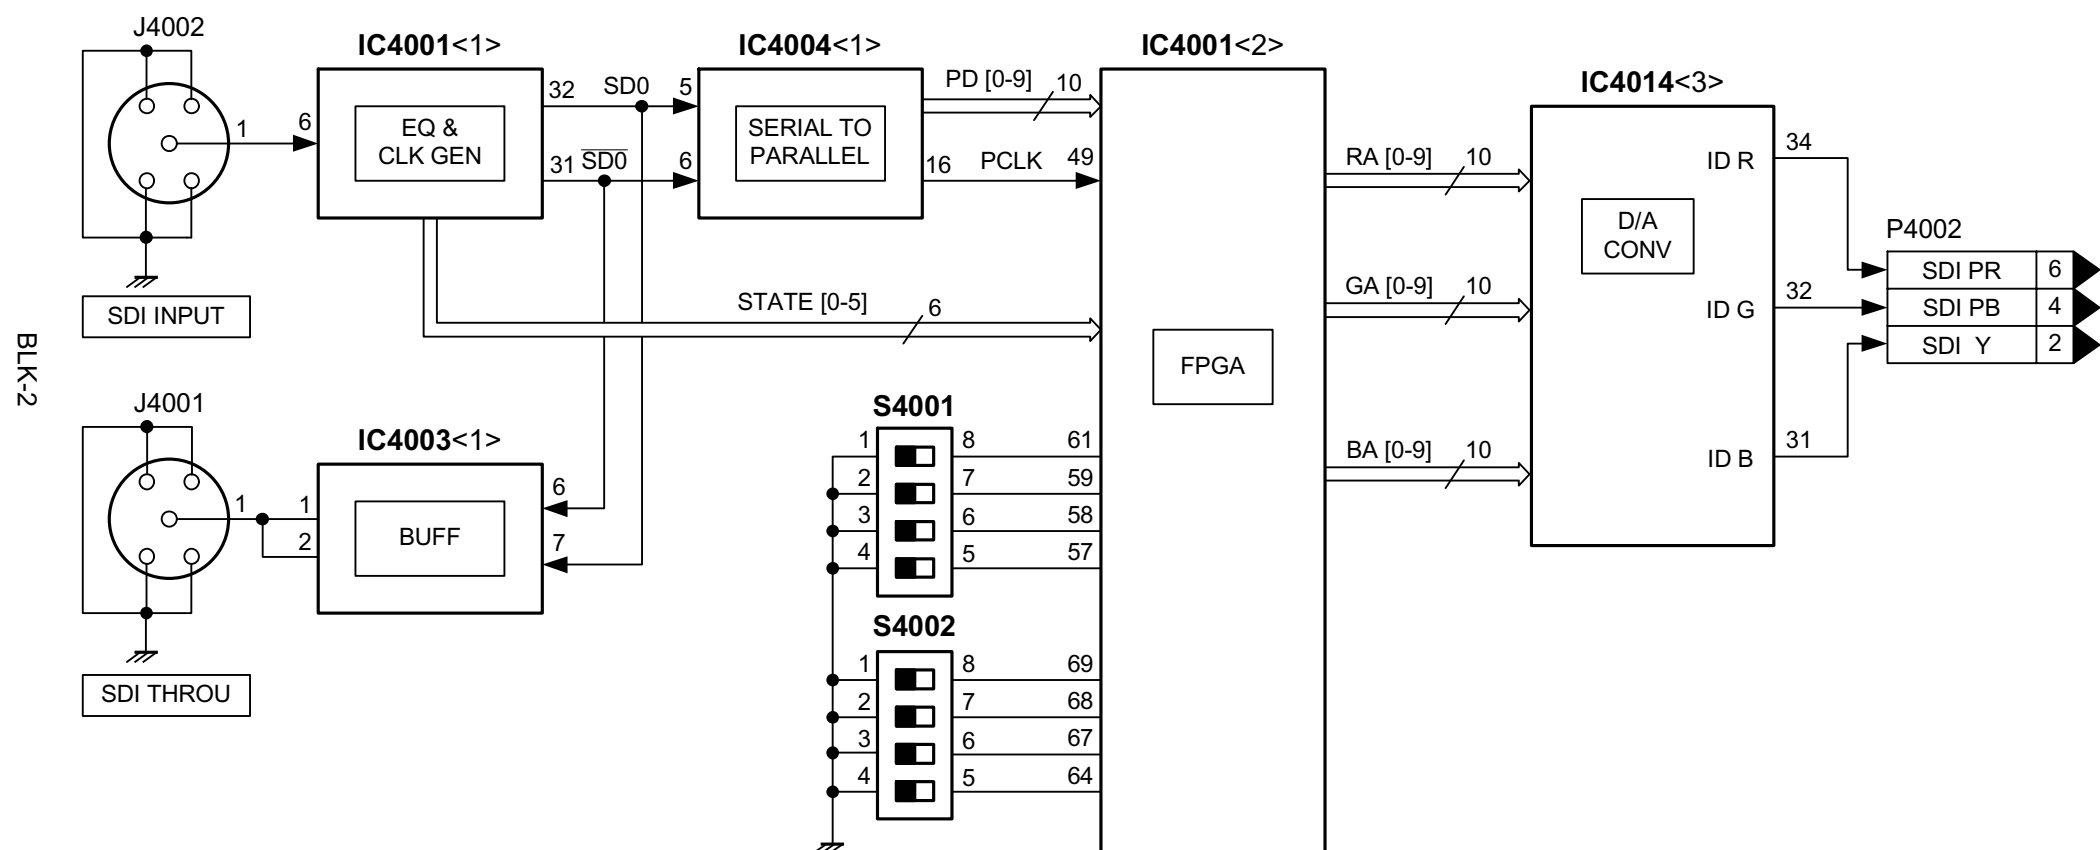 J4002
IC4001<1>
IC4004<1>
IC4001<2>
IC4014<3>
1
6
EQ &
CLK GEN
32
SD0
5
31
SD0
6
SERIAL TO
PARALLEL
PD [0-9]
10
16
PCLK
49
RA [0-9]
10
GA [0-9]
10
BA [0-9]
10
FPGA
D/A
CONV
ID R
34
ID G
32
ID B
31
P4002
SDI PR
6
SDI PB
4
SDI Y
2
SDI INPUT
STATE [0-5]
6
BLK-2
J4001
IC4003<1>
1
1
2
BUFF
6
7
SDI THROU
S4001
1
8
61
2
7
59
3
6
58
4
5
57
S4002
1
8
69
2
7
68
3
6
67
4
5
64